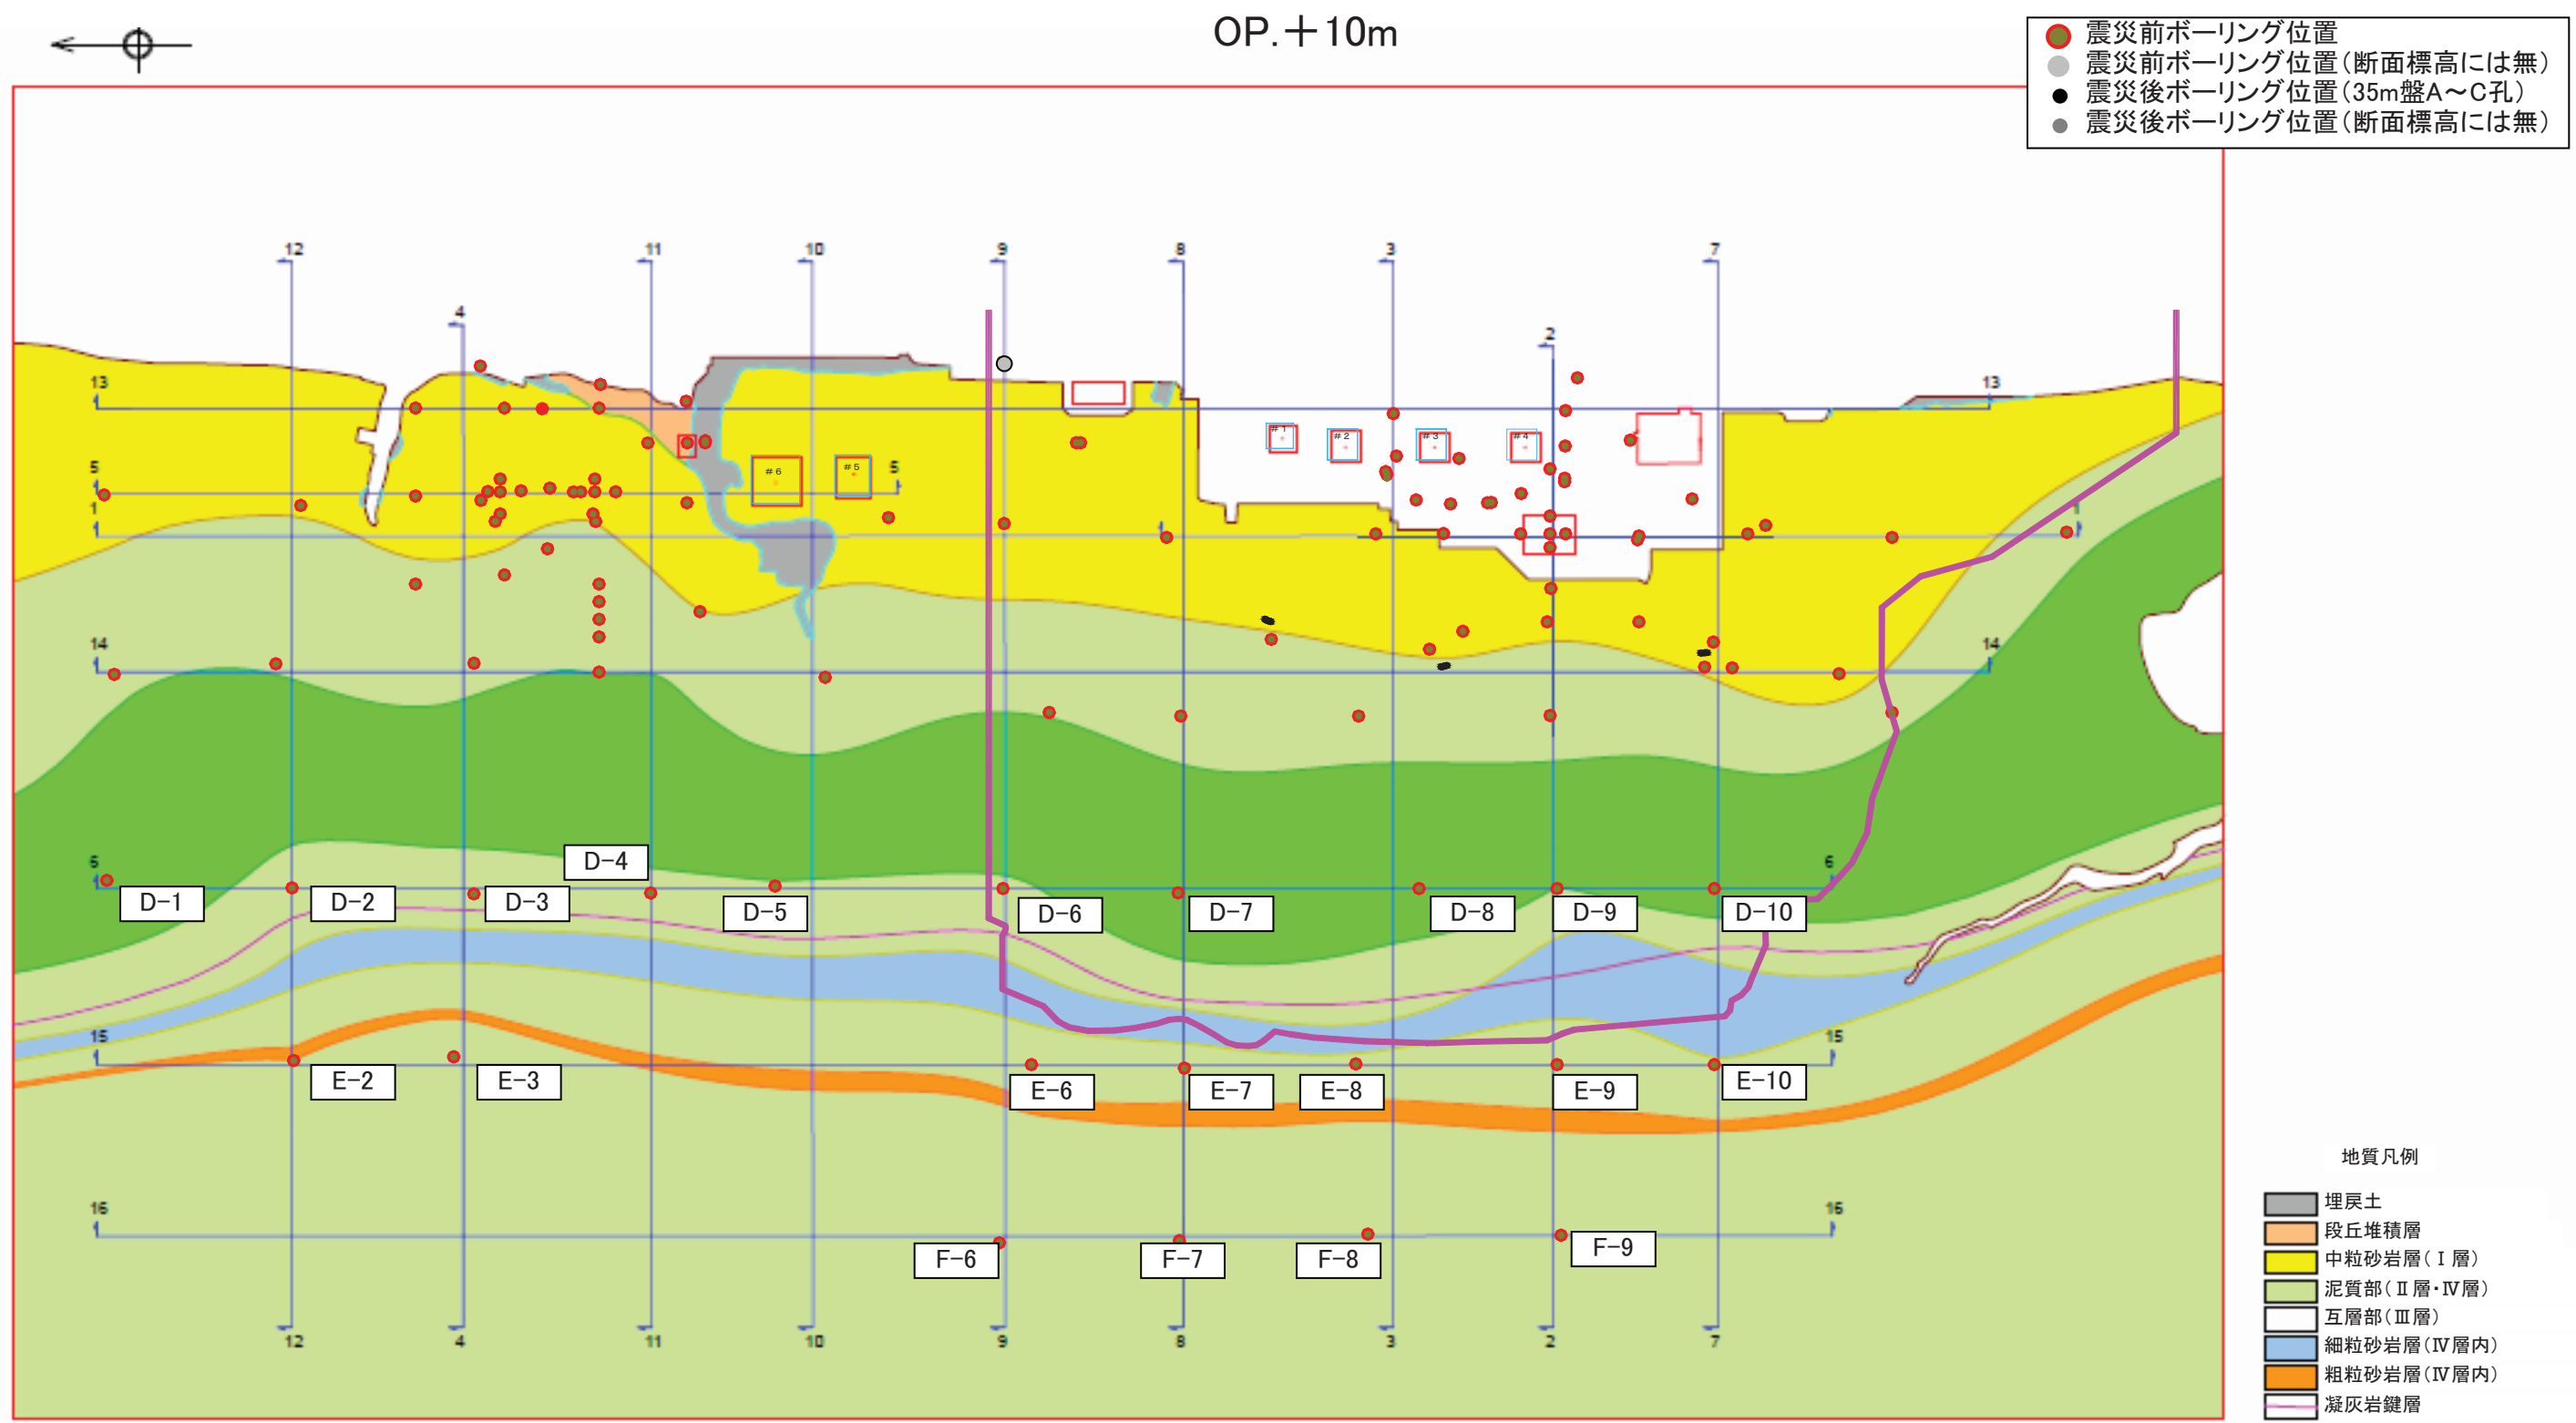 OP.＋10m
震災前ボーリング位置
震災前ボーリング位置(断面標高には無)
震災後ボーリング位置(35m盤A～C孔)
震災後ボーリング位置(断面標高には無)
12 11 10 9 8 3 7
4 2
13 13
#1 #2 #3 #4
5 #6 #5 5
1 1
14 14
6 D-4 6
D-1 D-2 D-3 D-5 D-6 D-7 D-8 D-9 D-10
15 15
E-2 E-3 E-6 E-7 E-8 E-9 E-10
16 16
F-6 F-7 F-8 F-9
12 4 11 10 9 8 3 2 7
地質凡例
埋戻土
段丘堆積層
中粒砂岩層(Ⅰ層)
泥質部(Ⅱ層・Ⅳ層)
互層部(Ⅲ層)
細粒砂岩層(Ⅳ層内)
粗粒砂岩層(Ⅳ層内)
凝灰岩鍵層